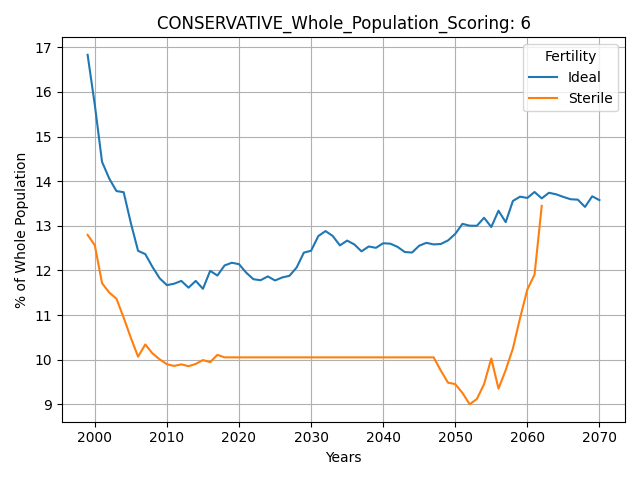 CONSERVATIVE_Whole_Population_Scoring: 6
Fertility
Ideal
Sterile
% of Whole Population
17
16
15
14
13
12
11
10
9
2000 2010 2020 2030 2040 2050 2060 2070
Years